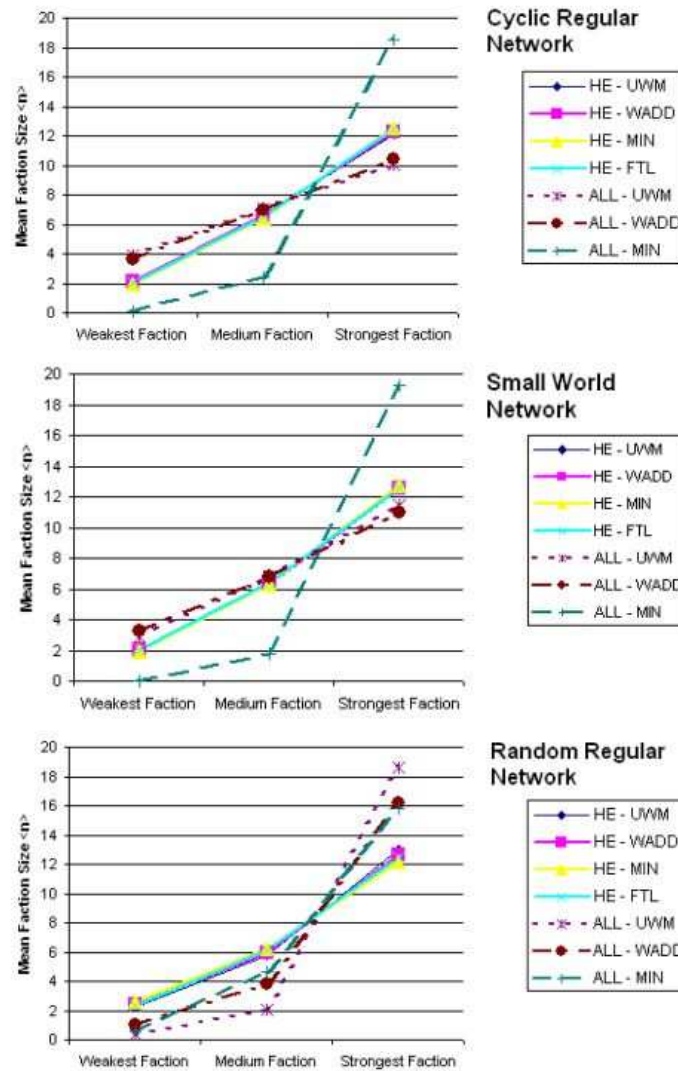 Cyclic Regular
Network
Mean Faction Size <n>
20
18
16
14
12
10
8
6
4
2
0
Weakest Faction Medium Faction Strongest Faction
HE - UWM
HE - WADD
HE - MIN
HE - FTL
ALL - UWM
ALL - WADD
ALL - MIN
Small World
Network
Mean Faction Size <n>
20
18
16
14
12
10
8
6
4
2
0
Weakest Faction Medium Faction Strongest Faction
HE - UWM
HE - WADD
HE - MIN
HE - FTL
ALL - UWM
ALL - WADD
ALL - MIN
Random Regular
Network
Mean Faction Size <n>
20
18
16
14
12
10
8
6
4
2
0
Weakest Faction Medium Faction Strongest Faction
HE - UWM
HE - WADD
HE - MIN
HE - FTL
ALL - UWM
ALL - WADD
ALL - MIN